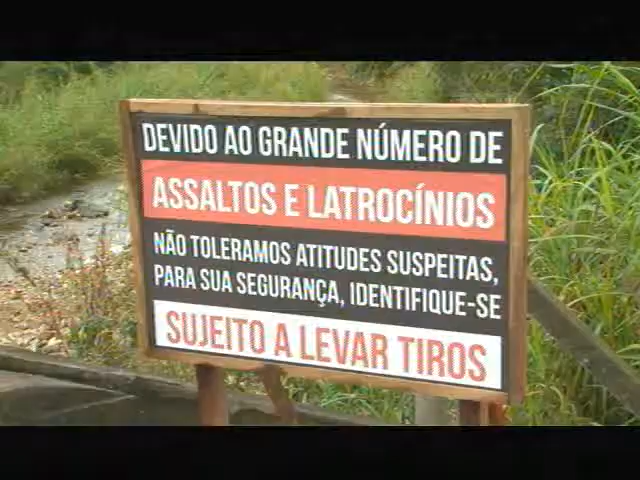 DEVIDO AO GRANDE NÚMERO DE
ASSALTOS E LATROCÍNIOS
NÃO TOLERAMOS ATITUDES SUSPEITAS,
PARA SUA SEGURANÇA, IDENTIFIQUE-SE
SUJEITO A LEVAR TIROS